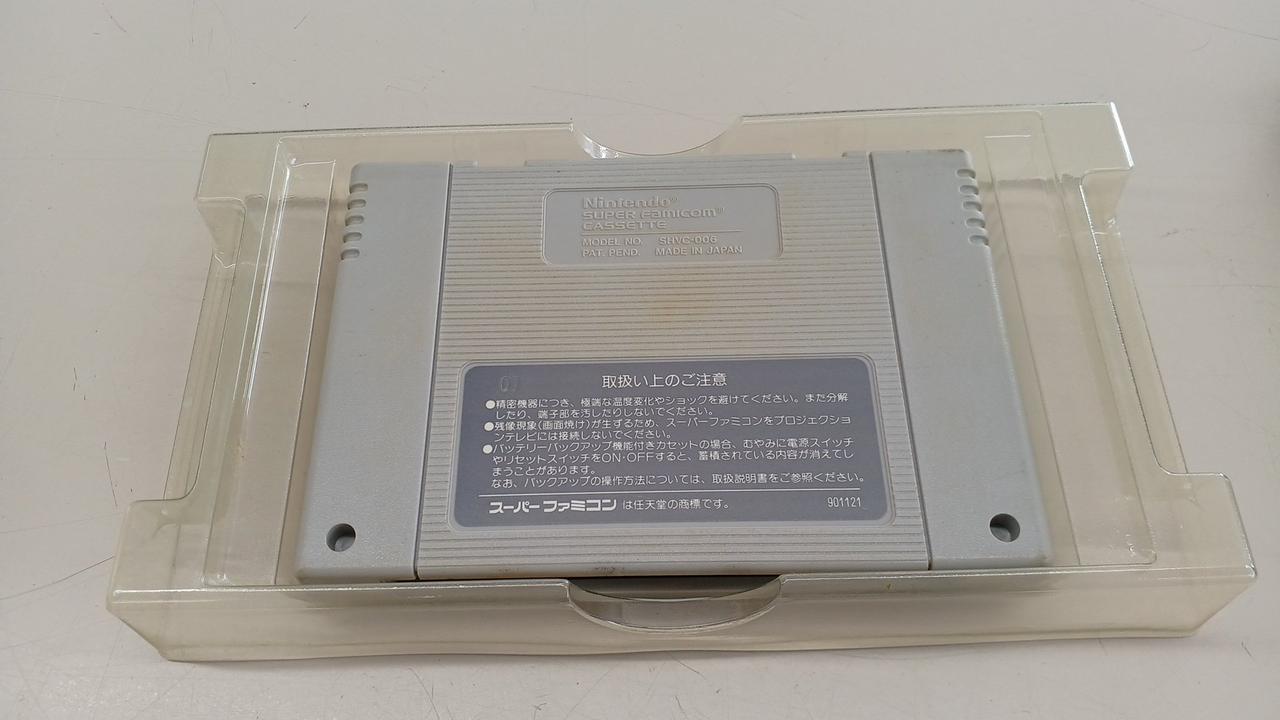 Nintendo®
SUPER Famicom®
CASSETTE
MODEL NO. SHVC-006
PAT. PEND. MADE IN JAPAN
07
取扱い上のご注意
●精密機器につき、極端な温度変化やショックを避けてください。また分解
したり、端子部を汚したりしないでください。
●残像現象(画面焼け)が生ずるため、スーパーファミコンをプロジェクショ
ンテレビには接続しないでください。
●バッテリーバックアップ機能付きカセットの場合、むやみに電源スイッチ
やリセットスイッチをON・OFFすると、蓄積されている内容が消えてし
まうことがあります。
なお、バックアップの操作方法については、取扱説明書をご参照ください。
スーパーファミコン は任天堂の商標です。 901121